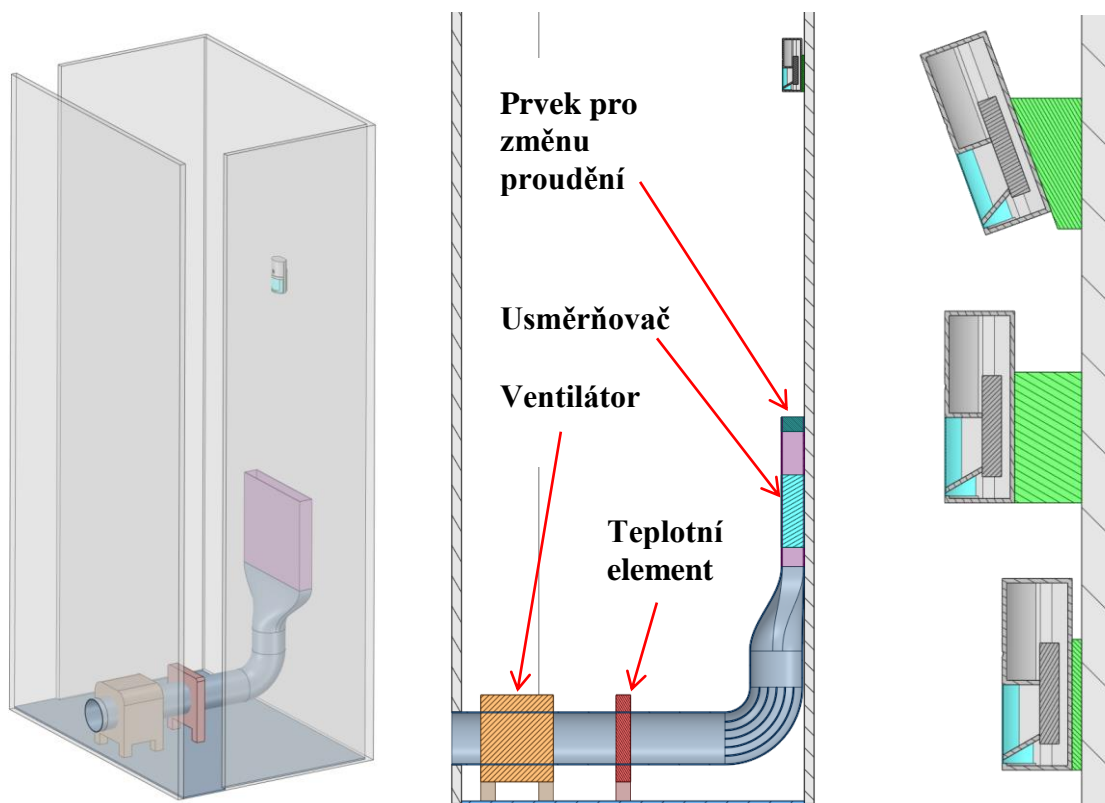 Prvek pro
změnu
proudění
Usměrňovač
Ventilátor
Teplotní
element